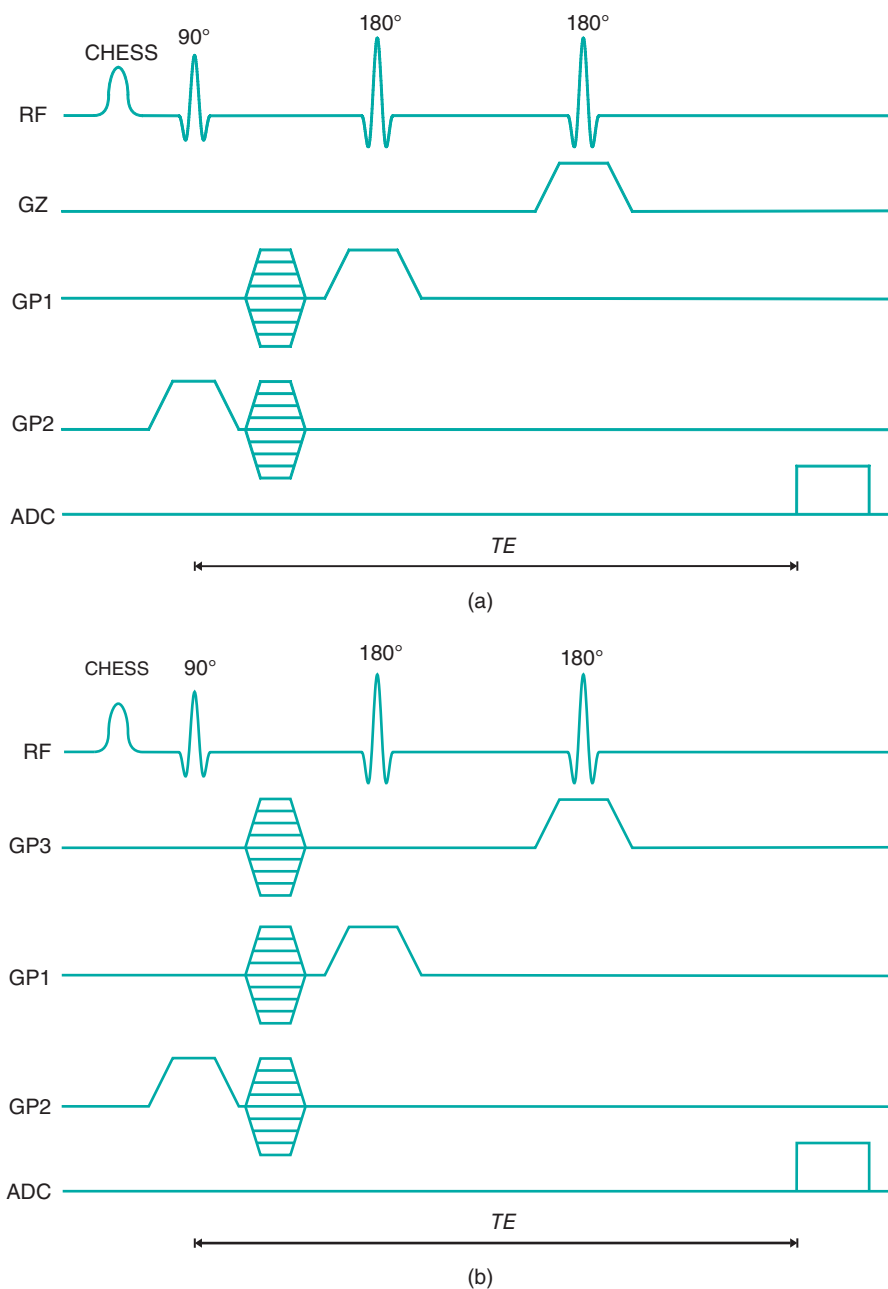 90° 180° 180°
CHESS
RF
GZ
GP1
GP2
ADC
TE
(a)
CHESS 90° 180° 180°
RF
GP3
GP1
GP2
ADC
TE
(b)